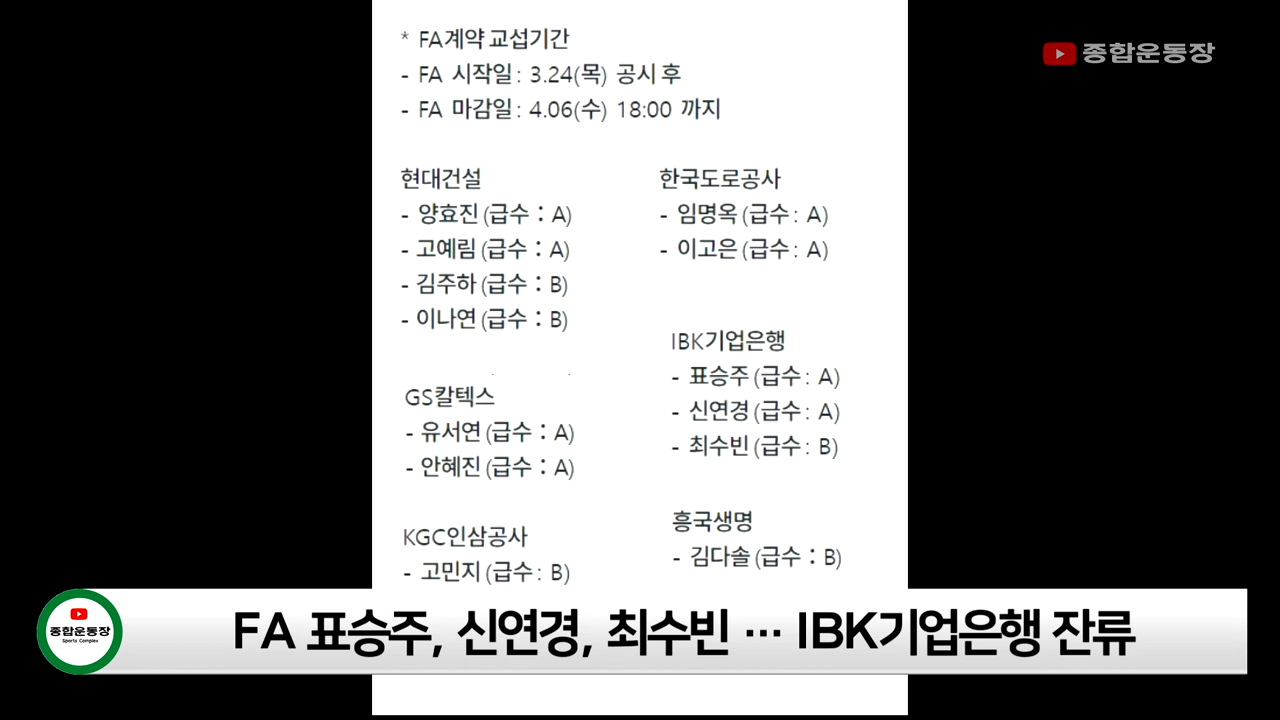 * FA계약 교섭기간
- FA 시작일 : 3.24(목) 공시 후
- FA 마감일 : 4.06(수) 18:00 까지
현대건설
- 양효진 (급수 : A)
- 고예림 (급수 : A)
- 김주하 (급수 : B)
- 이나연 (급수 : B)
GS칼텍스
- 유서연 (급수 : A)
- 안혜진 (급수 : A)
KGC인삼공사
- 고민지 (급수 : B)
한국도로공사
- 임명옥 (급수 : A)
- 이고은 (급수 : A)
IBK기업은행
- 표승주 (급수 : A)
- 신연경 (급수 : A)
- 최수빈 (급수 : B)
흥국생명
- 김다솔 (급수 : B)
종합운동장
종합운동장
Sports Complex
FA 표승주, 신연경, 최수빈 … IBK기업은행 잔류